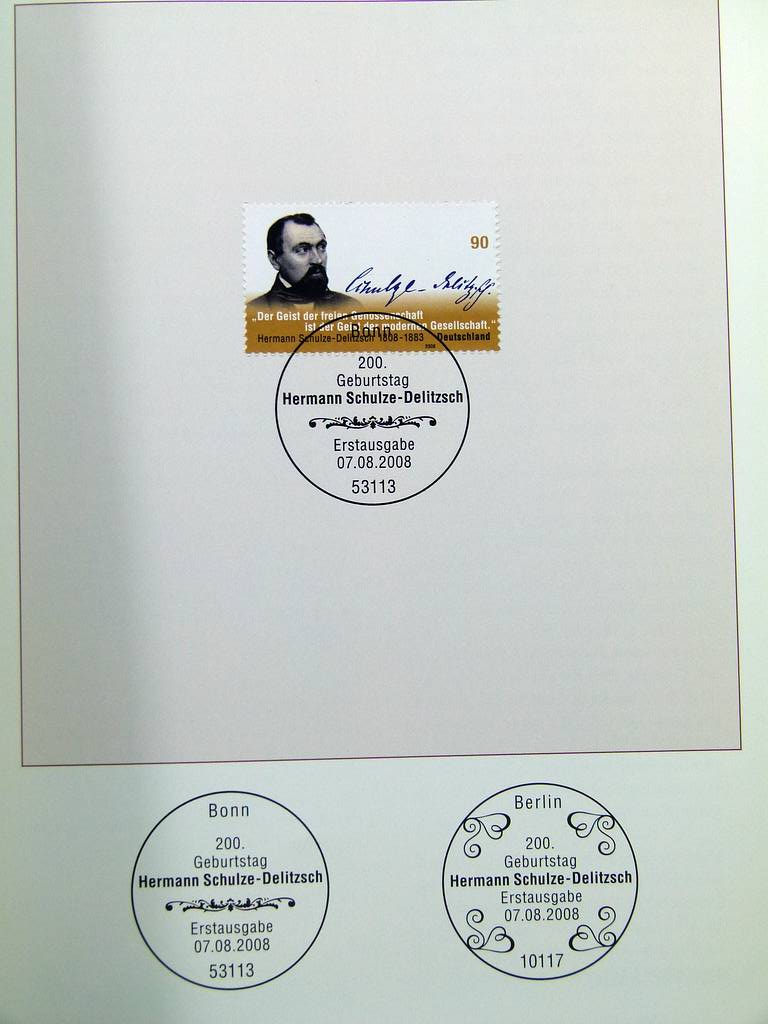 90
Schulze-Delitzsch.
„Der Geist der freien Genossenschaft
ist der Geist der modernen Gesellschaft.“
Hermann Schulze-Delitzsch 1808-1883 Deutschland
2008
Bonn
200.
Geburtstag
Hermann Schulze-Delitzsch
Erstausgabe
07.08.2008
53113
Bonn
200.
Geburtstag
Hermann Schulze-Delitzsch
Erstausgabe
07.08.2008
53113
Berlin
200.
Geburtstag
Hermann Schulze-Delitzsch
Erstausgabe
07.08.2008
10117